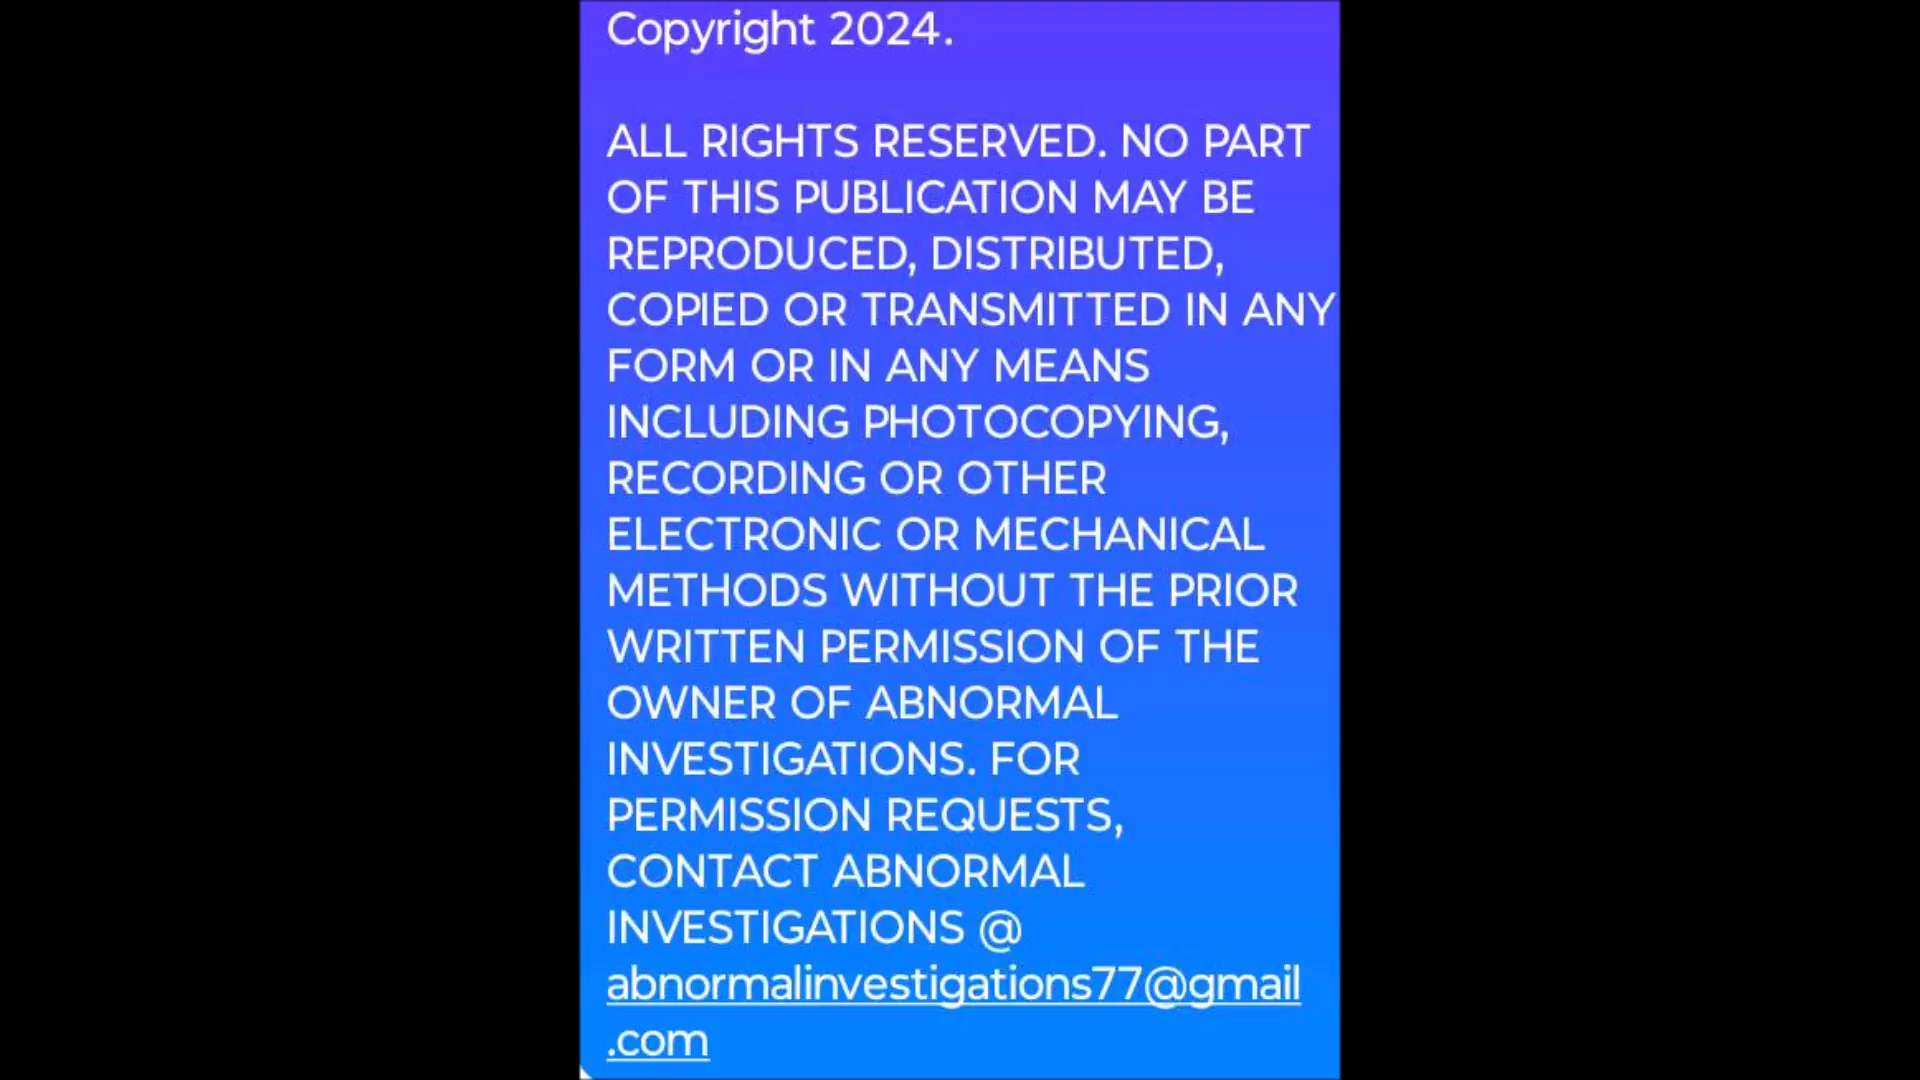 Copyright 2024.
ALL RIGHTS RESERVED. NO PART
OF THIS PUBLICATION MAY BE
REPRODUCED, DISTRIBUTED,
COPIED OR TRANSMITTED IN ANY
FORM OR IN ANY MEANS
INCLUDING PHOTOCOPYING,
RECORDING OR OTHER
ELECTRONIC OR MECHANICAL
METHODS WITHOUT THE PRIOR
WRITTEN PERMISSION OF THE
OWNER OF ABNORMAL
INVESTIGATIONS. FOR
PERMISSION REQUESTS,
CONTACT ABNORMAL
INVESTIGATIONS @
abnormalinvestigations77@gmail
.com